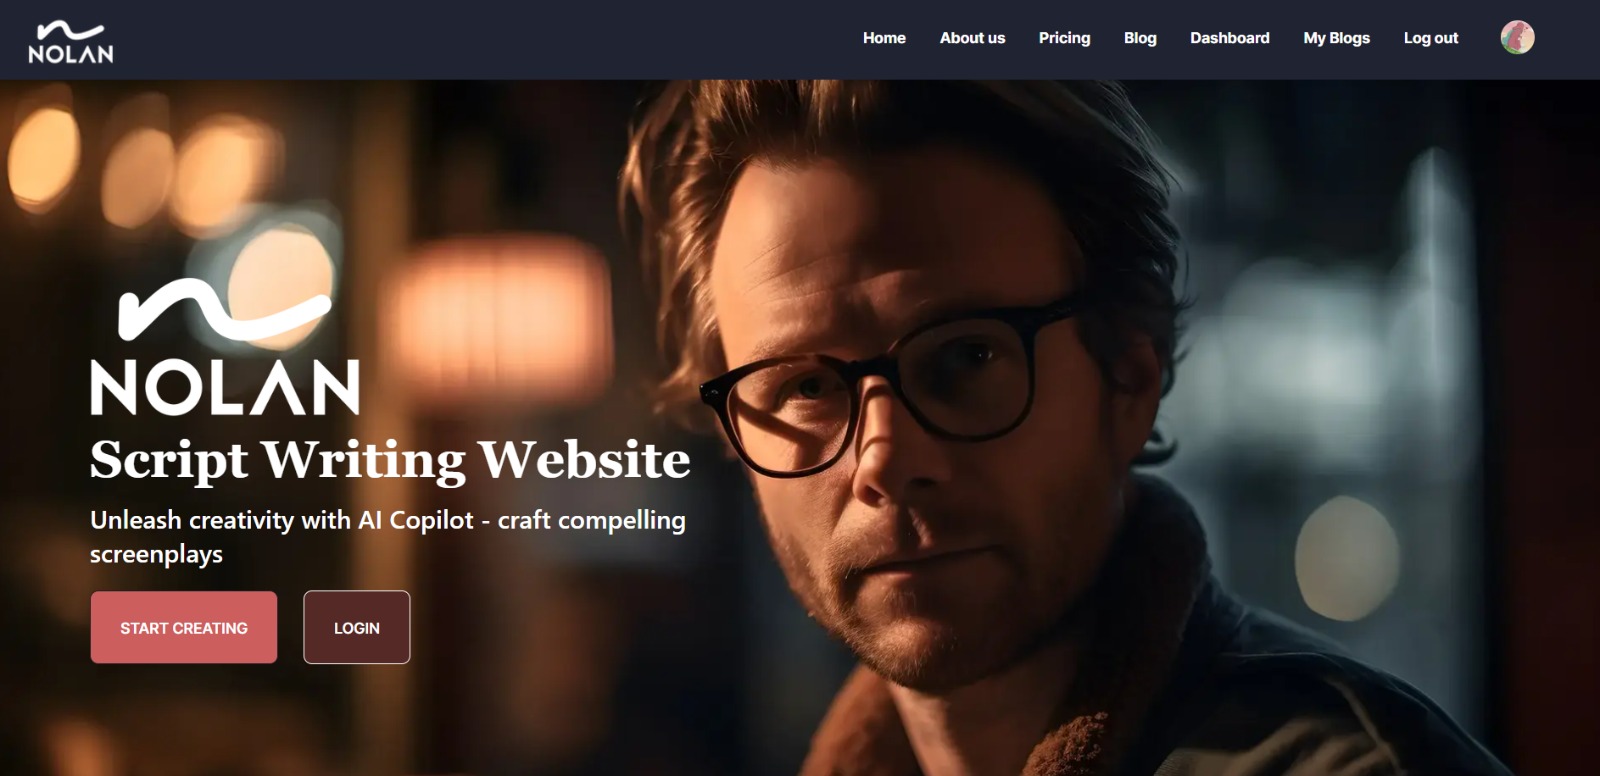 NOLAN
Home About us Pricing Blog Dashboard My Blogs Log out
NOLAN
Script Writing Website
Unleash creativity with AI Copilot - craft compelling
screenplays
START CREATING LOGIN